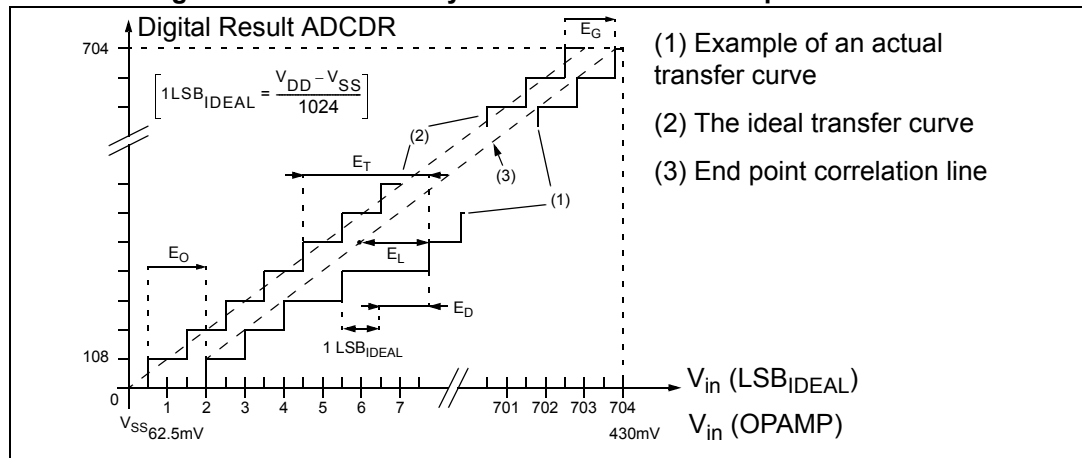 Digital Result ADCDR
704
[1LSB_IDEAL = (V_DD – V_SS) / 1024]
E_G
(1) Example of an actual
transfer curve
(2) The ideal transfer curve
(3) End point correlation line
(2)
(3)
(1)
E_T
E_O
E_L
E_D
1 LSB_IDEAL
108
0
1 2 3 4 5 6 7 701 702 703 704
V_in (LSB_IDEAL)
V_SS 62.5mV 430mV
V_in (OPAMP)